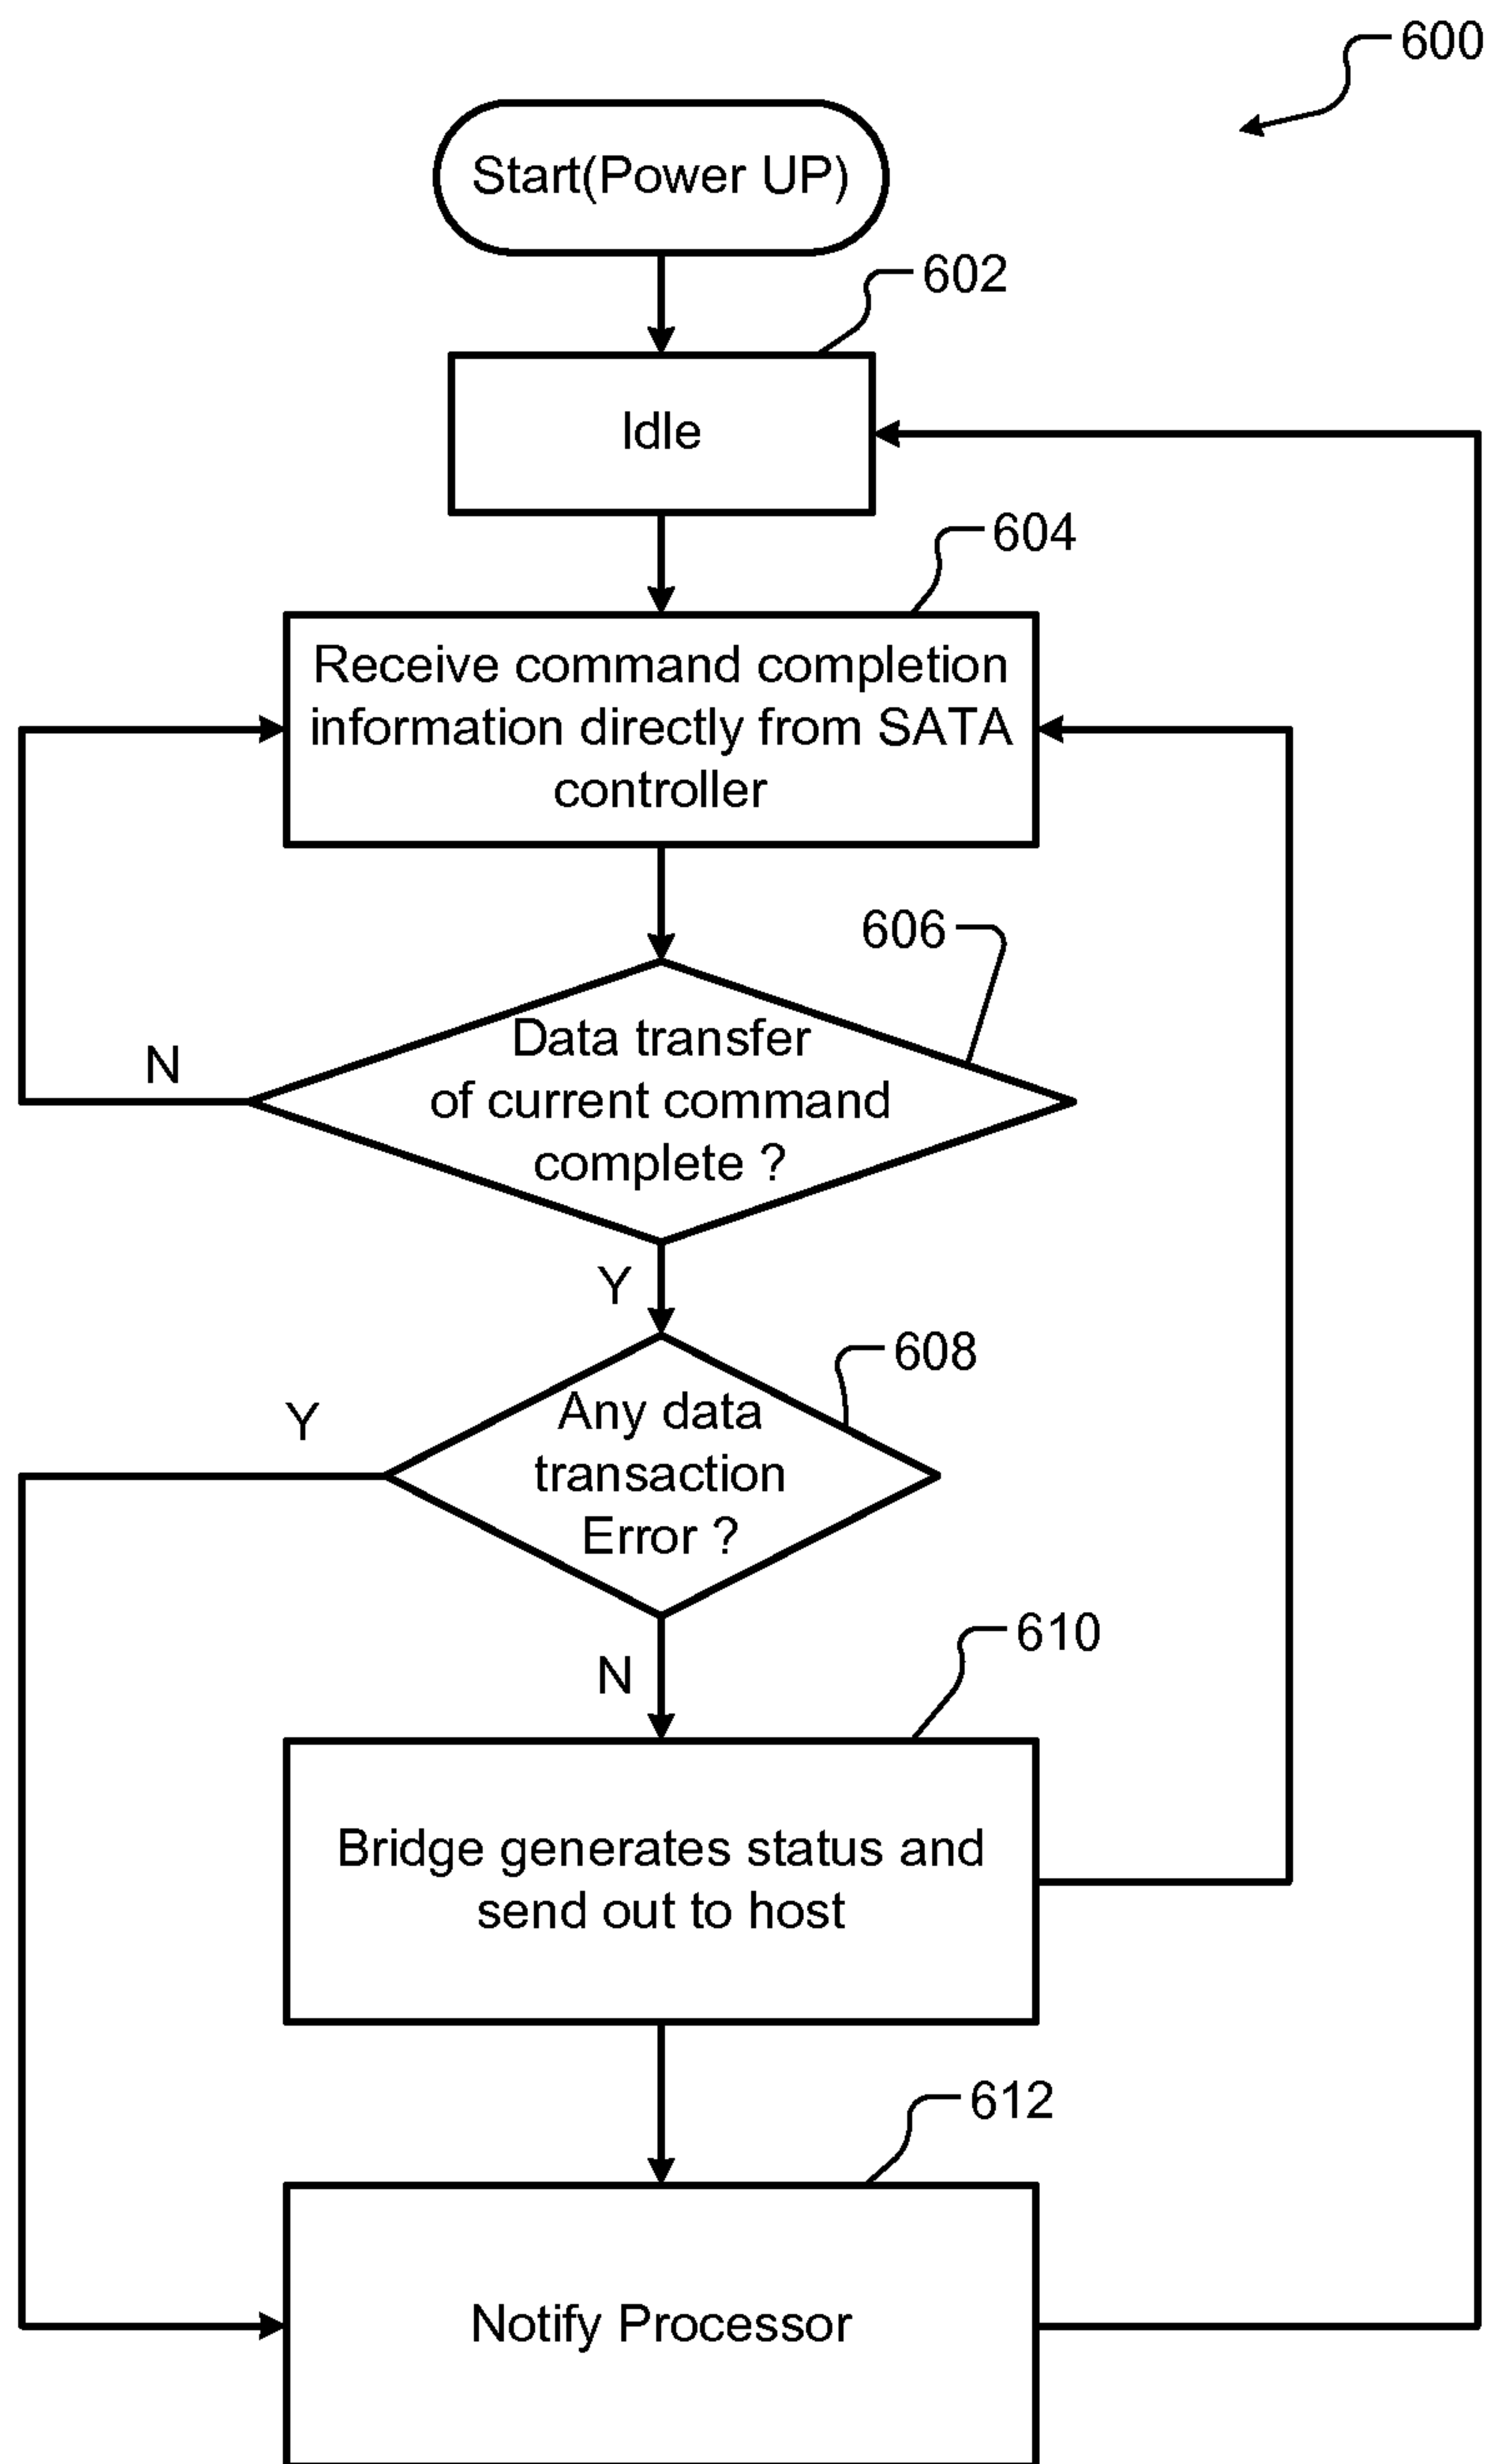 600
Start(Power UP)
602
Idle
604
Receive command completion
information directly from SATA
controller
606
Data transfer
of current command
complete ?
N
Y
608
Any data
transaction
Error ?
Y
N
610
Bridge generates status and
send out to host
612
Notify Processor